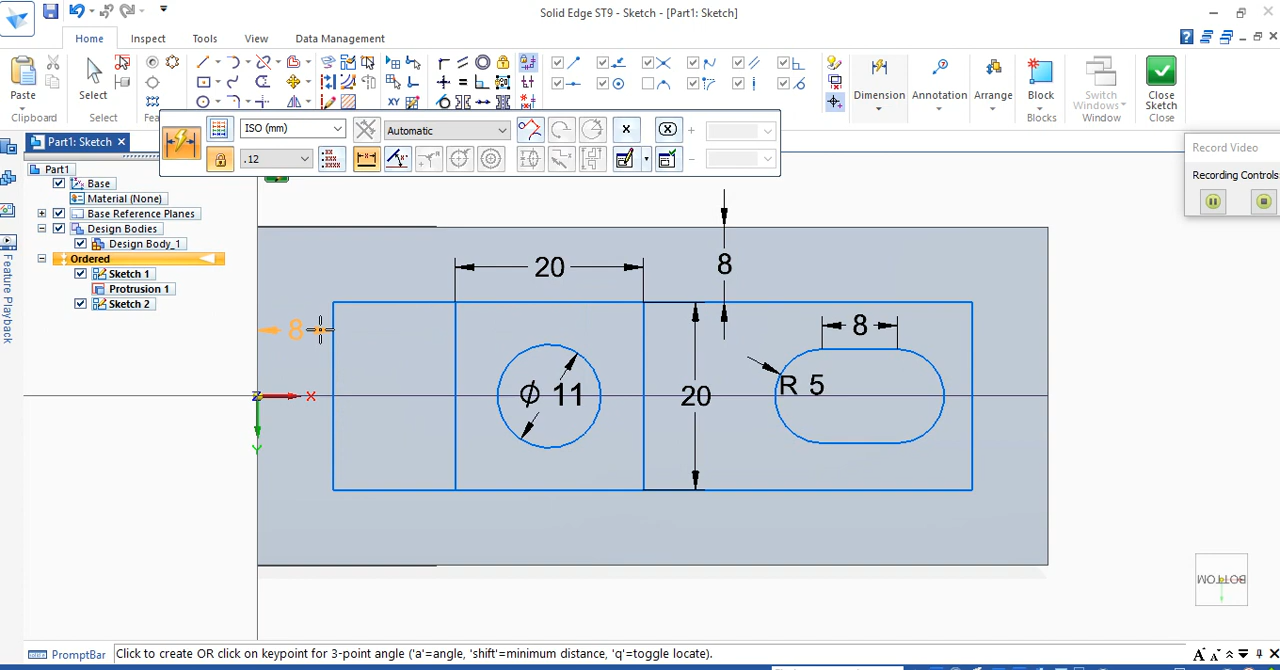 Solid Edge ST9 - Sketch - [Part1: Sketch]
Home Inspect Tools View Data Management
Paste
Select
Clipboard
Select
Dimension
Annotation
Arrange
Block
Switch
Windows
Close
Sketch
Blocks
Window
Close
Part1: Sketch
ISO (mm)
Automatic
.12
XY
Record Video
Recording Controls
Part1
Base
Material (None)
Base Reference Planes
Design Bodies
Design Body_1
Ordered
Sketch 1
Protrusion 1
Sketch 2
Feature Playback
20
8
8
8
R 5
⌀ 11
20
Z
X
Y
BOTTOM
PromptBar
Click to create OR click on keypoint for 3-point angle ('a'=angle, 'shift'=minimum distance, 'q'=toggle locate).